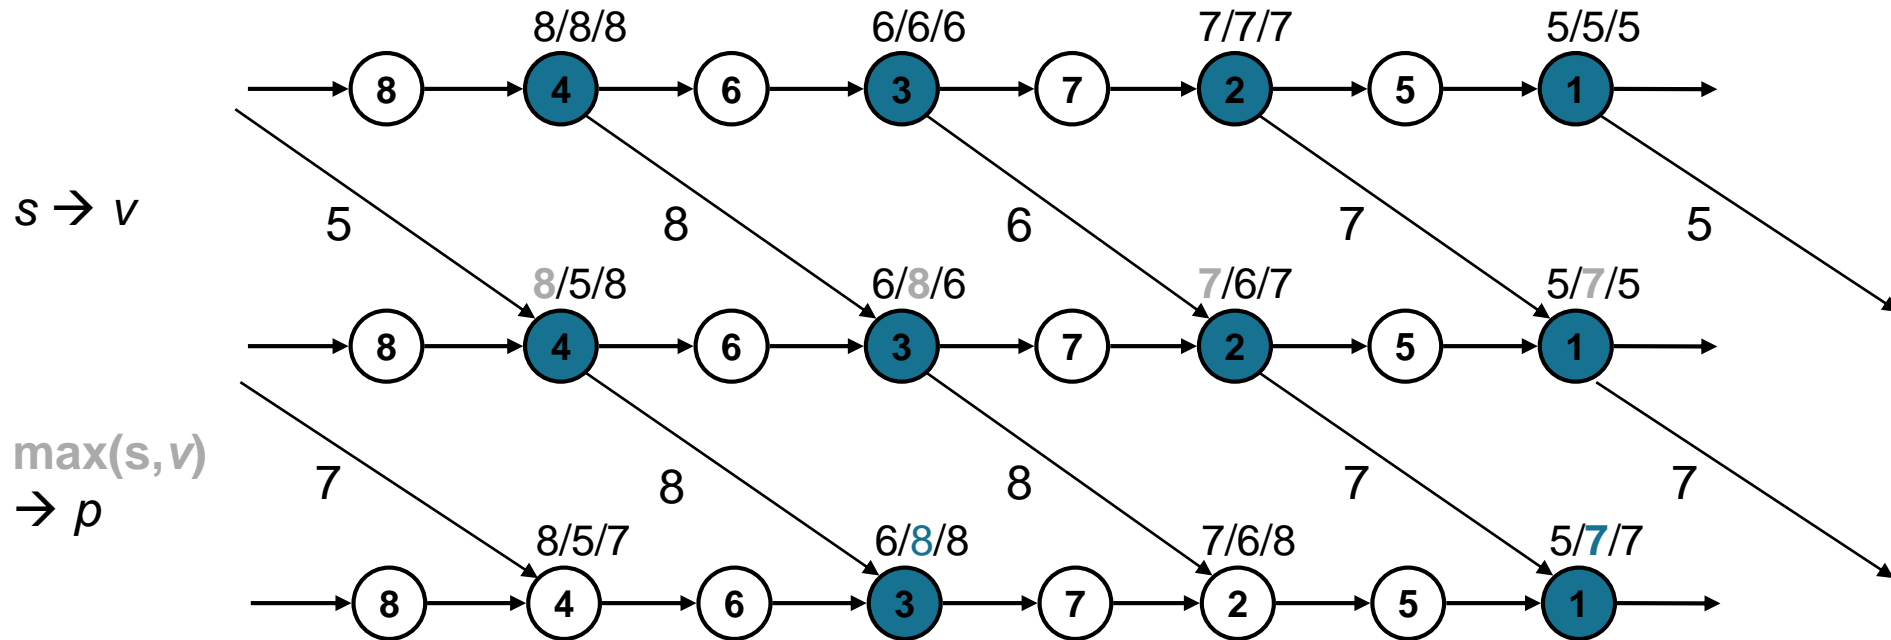 8/8/8 6/6/6 7/7/7 5/5/5
8 4 6 3 7 2 5 1
s → v 5 8 6 7 5
8/5/8 6/8/6 7/6/7 5/7/5
8 4 6 3 7 2 5 1
max(s,v)
→ p
7 8 8 7 7
8/5/7 6/8/8 7/6/8 5/7/7
8 4 6 3 7 2 5 1